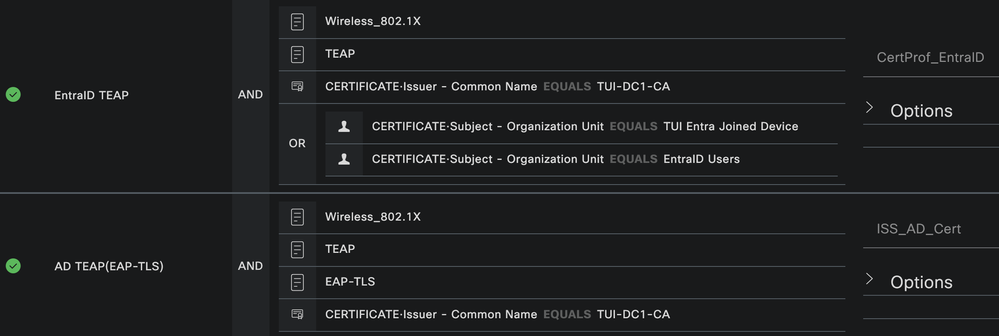 Wireless_802.1X
TEAP
CertProf_EntraID
EntraID TEAP
AND
CERTIFICATE·Issuer - Common Name EQUALS TUI-DC1-CA
Options
OR
CERTIFICATE·Subject - Organization Unit EQUALS TUI Entra Joined Device
CERTIFICATE·Subject - Organization Unit EQUALS EntraID Users
Wireless_802.1X
ISS_AD_Cert
TEAP
AD TEAP(EAP-TLS)
AND
EAP-TLS
Options
CERTIFICATE·Issuer - Common Name EQUALS TUI-DC1-CA